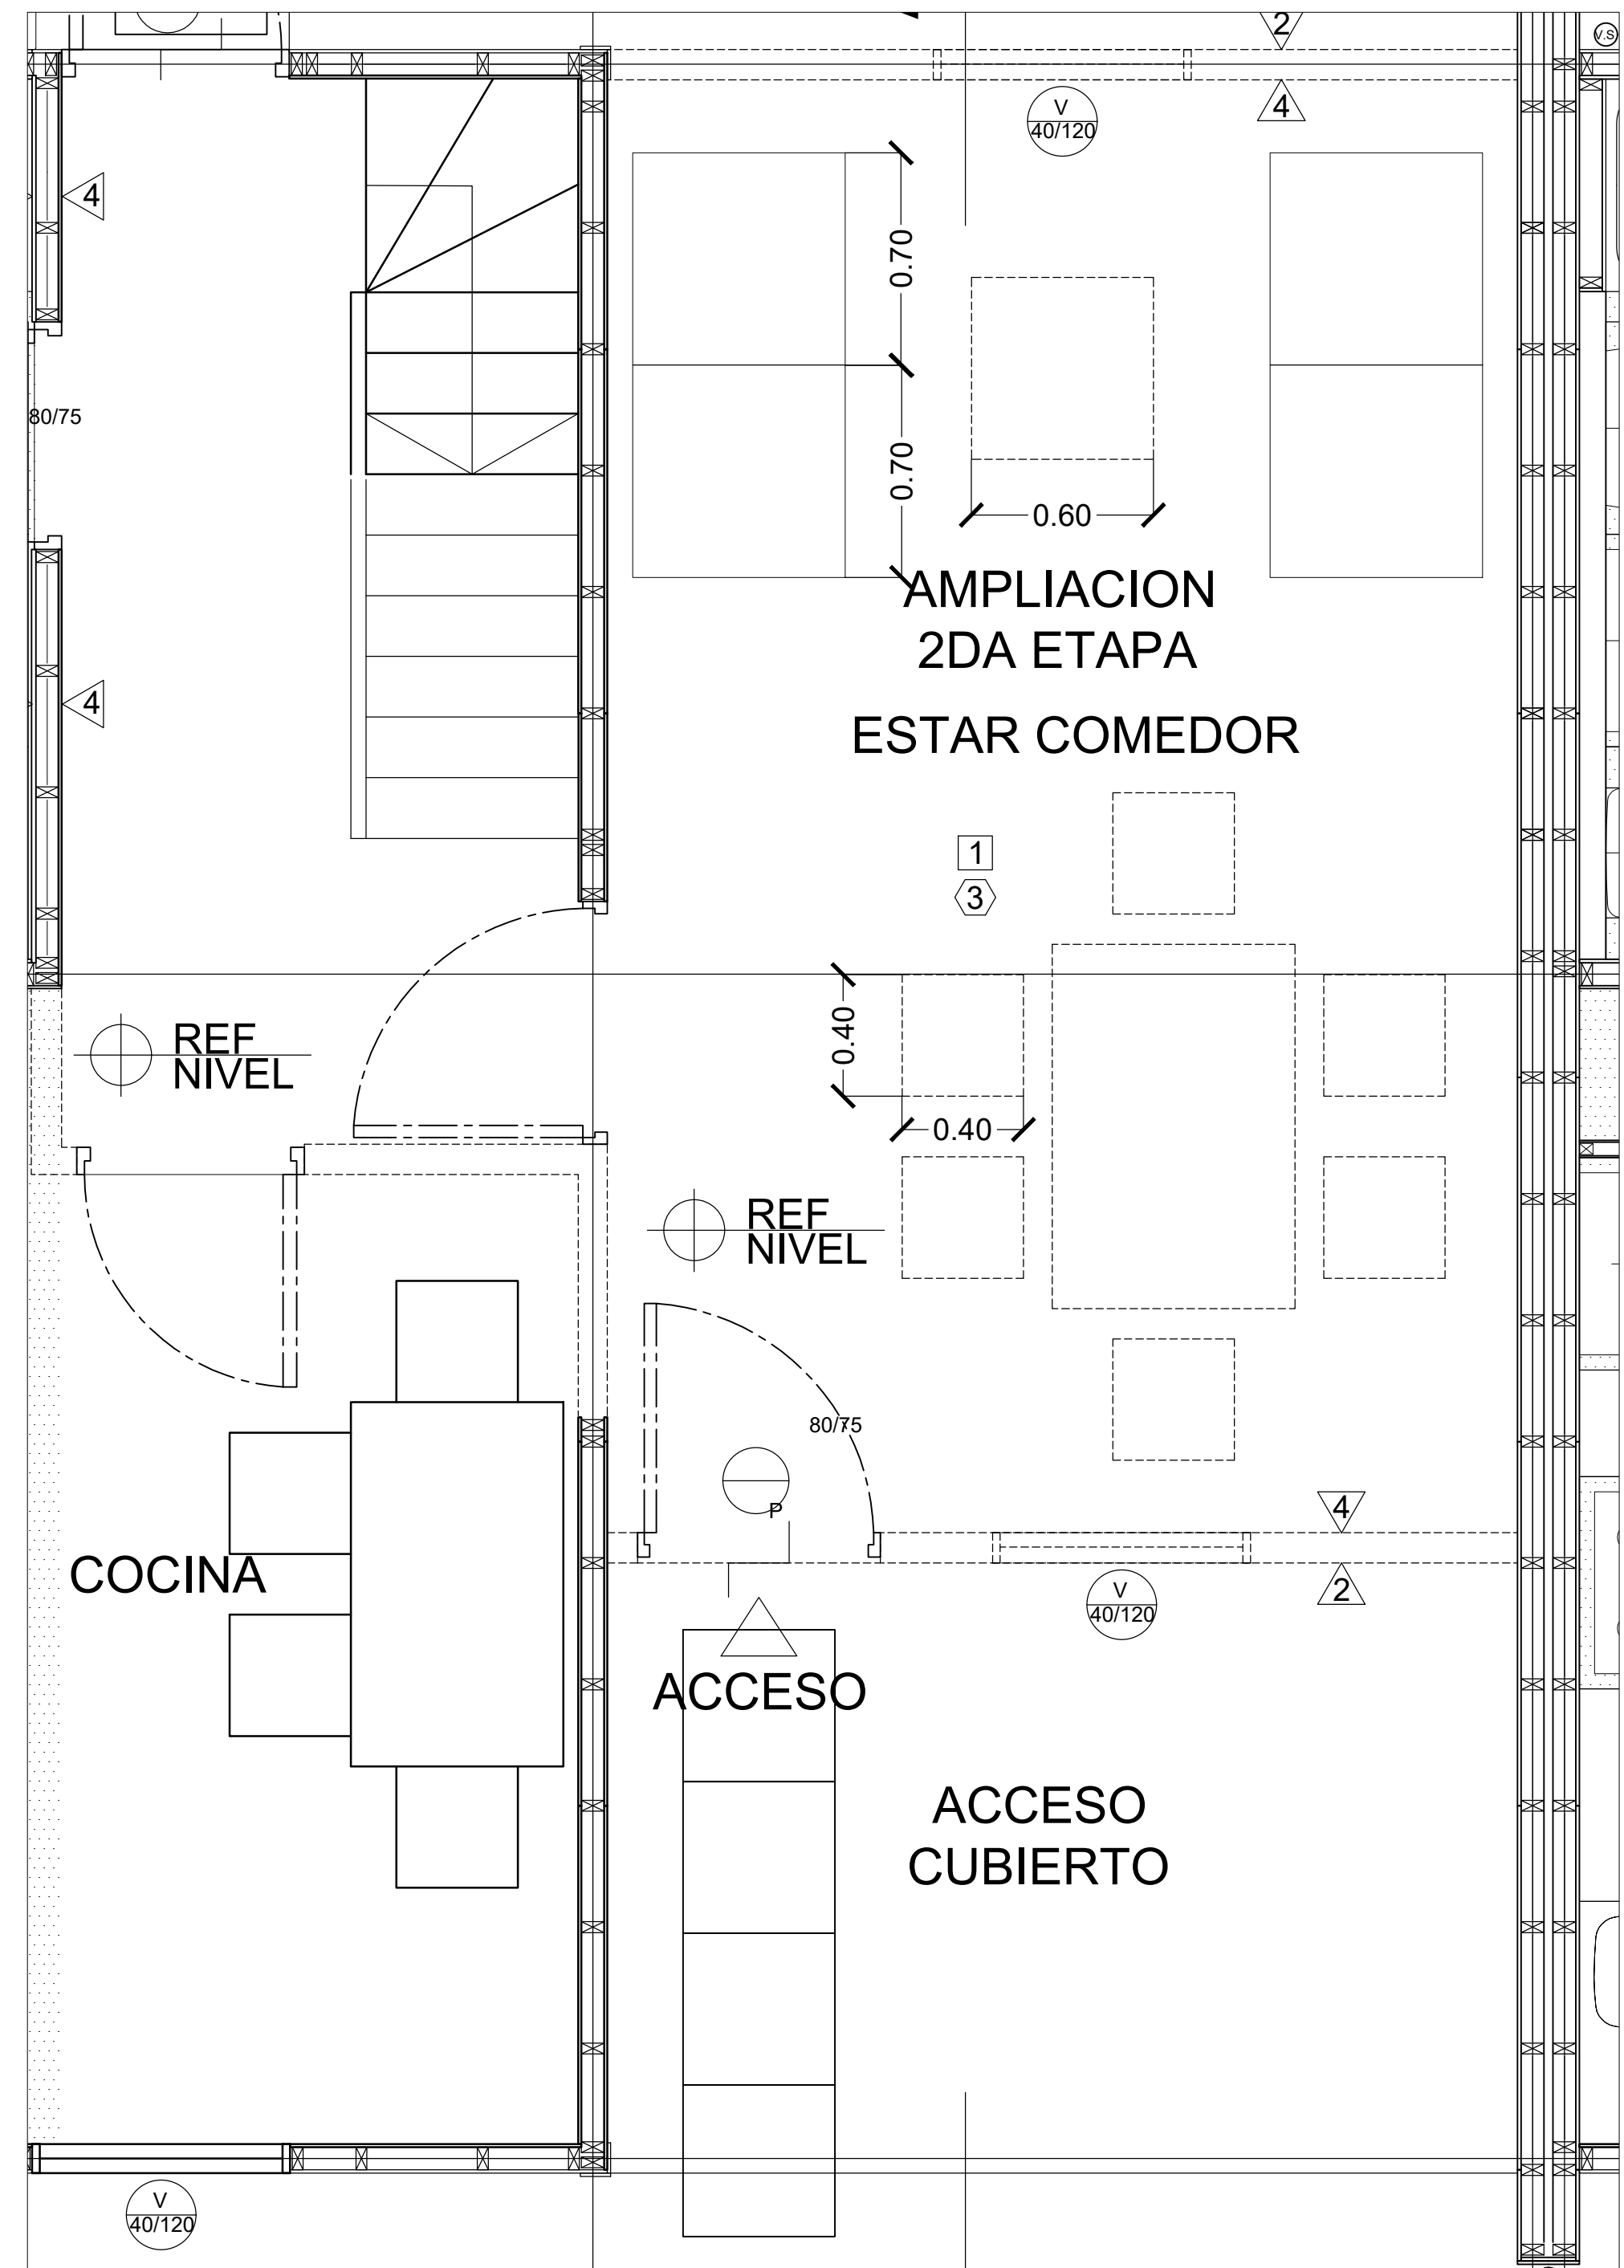 2
V.S
V
40/120
4
4
0.70
80/75
0.70
0.60
AMPLIACION
2DA ETAPA
4
ESTAR COMEDOR
1
3
REF
NIVEL
0.40
0.40
REF
NIVEL
80/75
P
4
COCINA
V
40/120
2
ACCESO
ACCESO
CUBIERTO
V
40/120